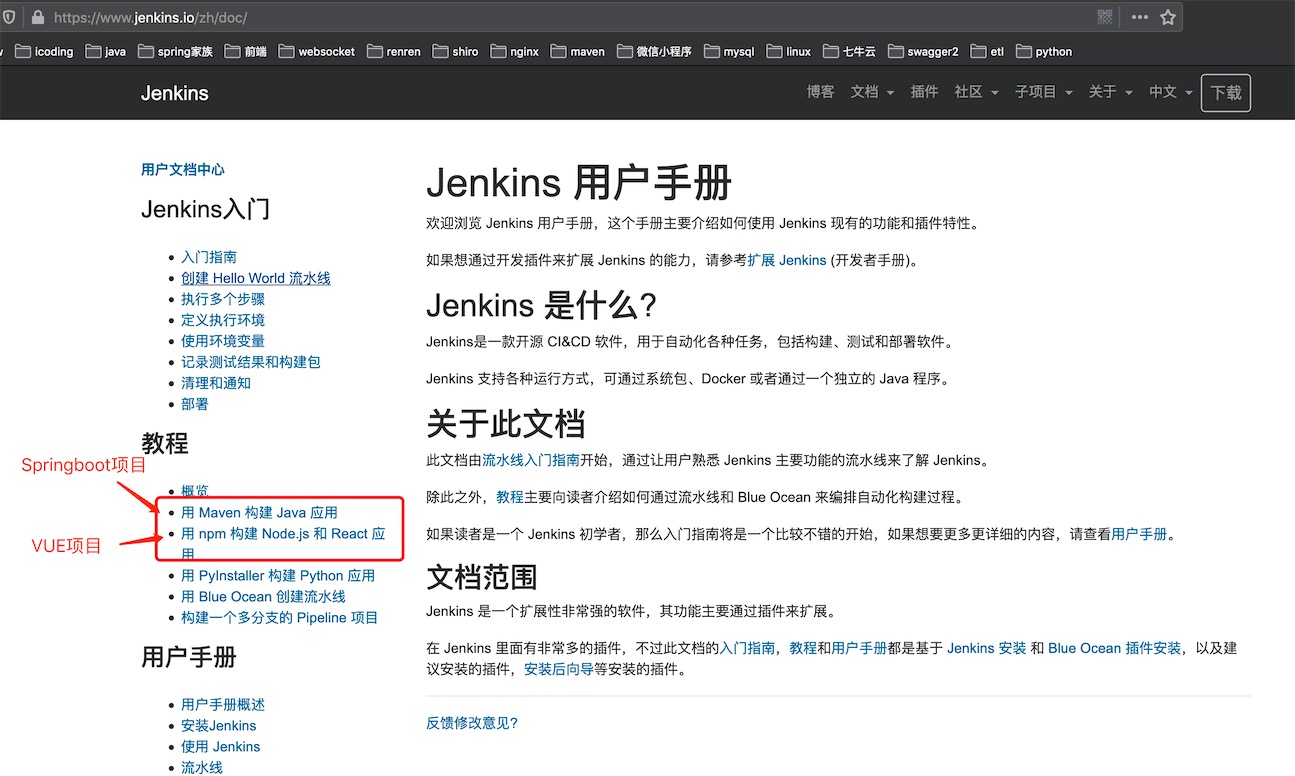 https://www.jenkins.io/zh/doc/
icoding java spring家族 前端 websocket renren shiro nginx maven 微信小程序 mysql linux 七牛云 swagger2 etl python
Jenkins 博客 文档 插件 社区 子项目 关于 中文 下载
用户文档中心
Jenkins入门
入门指南
创建 Hello World 流水线
执行多个步骤
定义执行环境
使用环境变量
记录测试结果和构建包
清理和通知
部署
教程
Springboot项目
概览
用 Maven 构建 Java 应用
用 npm 构建 Node.js 和 React 应
用
VUE项目
用 PyInstaller 构建 Python 应用
用 Blue Ocean 创建流水线
构建一个多分支的 Pipeline 项目
用户手册
用户手册概述
安装Jenkins
使用 Jenkins
流水线
Jenkins 用户手册
欢迎浏览 Jenkins 用户手册，这个手册主要介绍如何使用 Jenkins 现有的功能和插件特性。
如果想通过开发插件来扩展 Jenkins 的能力，请参考扩展 Jenkins (开发者手册)。
Jenkins 是什么?
Jenkins是一款开源 CI&CD 软件，用于自动化各种任务，包括构建、测试和部署软件。
Jenkins 支持各种运行方式，可通过系统包、Docker 或者通过一个独立的 Java 程序。
关于此文档
此文档由流水线入门指南开始，通过让用户熟悉 Jenkins 主要功能的流水线来了解 Jenkins。
除此之外，教程主要向读者介绍如何通过流水线和 Blue Ocean 来编排自动化构建过程。
如果读者是一个 Jenkins 初学者，那么入门指南将是一个比较不错的开始，如果想要更多更详细的内容，请查看用户手册。
文档范围
Jenkins 是一个扩展性非常强的软件，其功能主要通过插件来扩展。
在 Jenkins 里面有非常多的插件，不过此文档的入门指南，教程和用户手册都是基于 Jenkins 安装 和 Blue Ocean 插件安装，以及建
议安装的插件，安装后向导等安装的插件。
反馈修改意见?